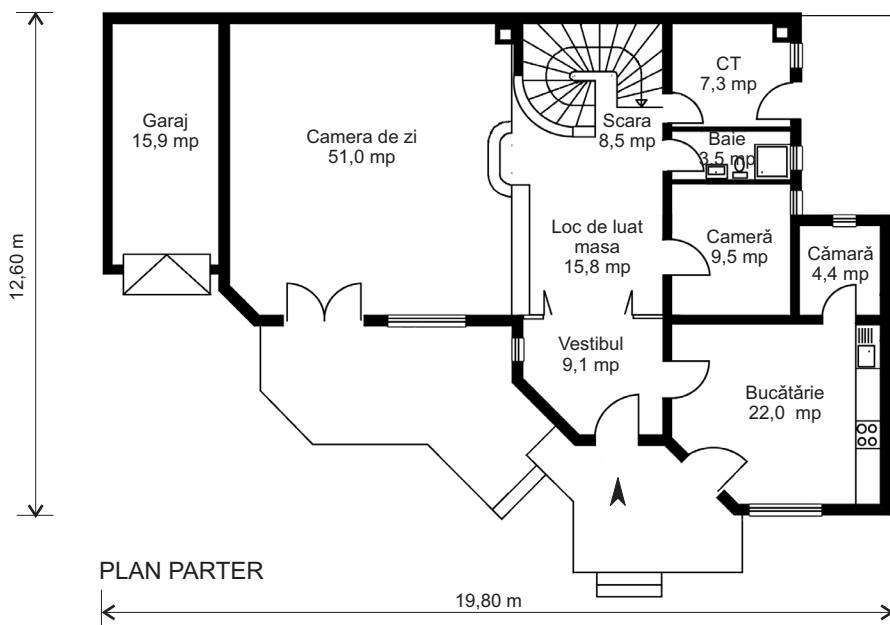 Garaj
15,9 mp
Camera de zi
51,0 mp
Scara
8,5 mp
CT
7,3 mp
Baie
3,5 mp
Loc de luat
masa
15,8 mp
Cameră
9,5 mp
Cămară
4,4 mp
Vestibul
9,1 mp
Bucătărie
22,0 mp
12,60 m
PLAN PARTER
19,80 m